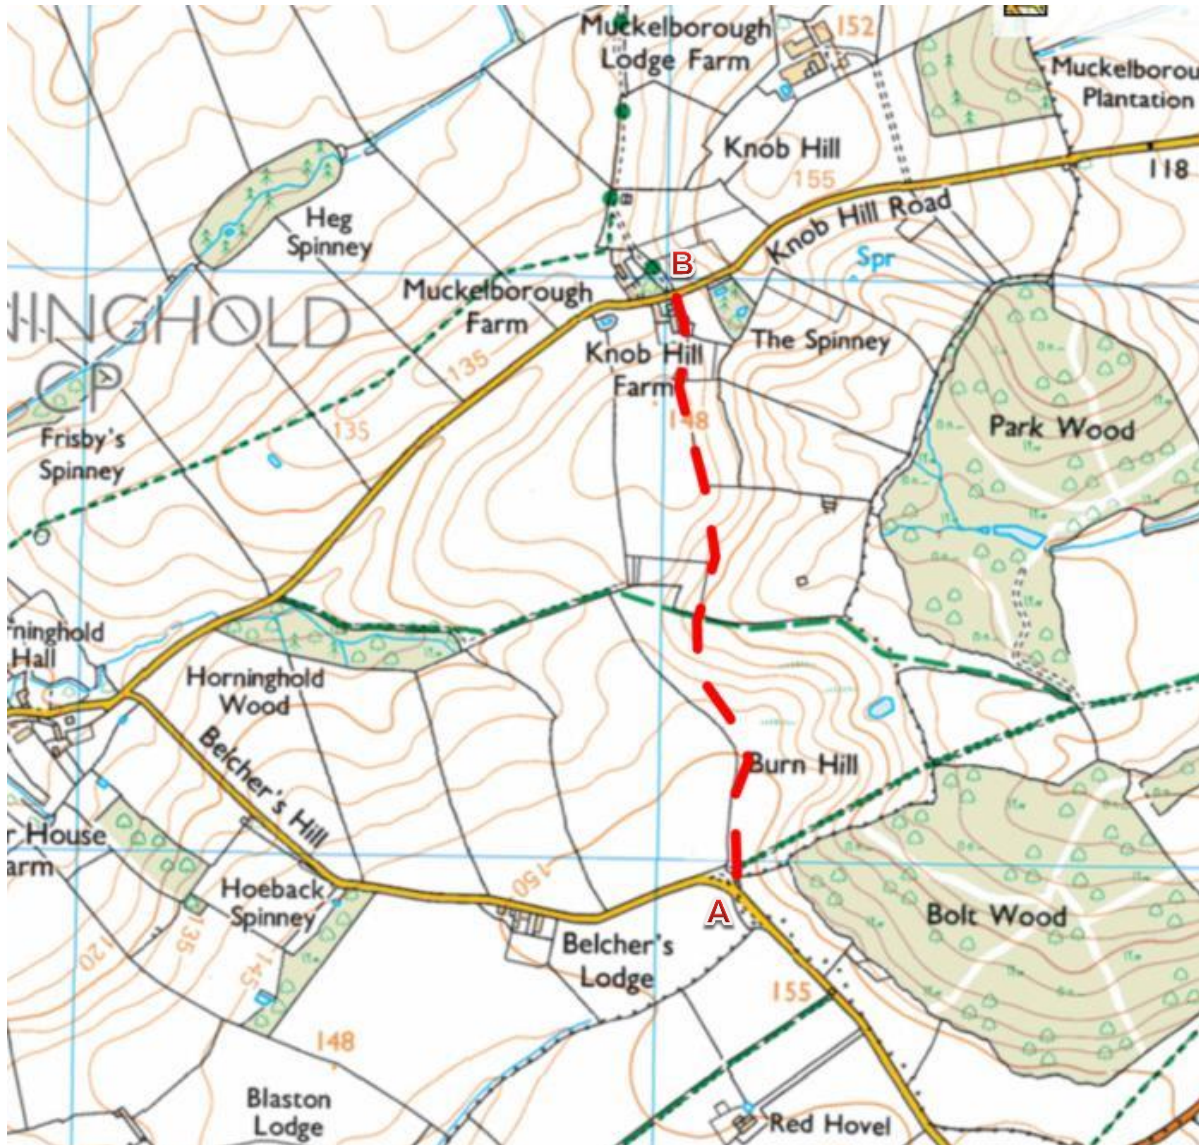 Muckelborough
Lodge Farm
152
Muckelborou
Plantation
Knob Hill
155
118
Knob Hill Road
Heg
Spinney
Spr
B
NINGHOLD
CP
Muckelborough
Farm
135
The Spinney
Knob Hill
Farm
148
135
Park Wood
Frisby's
Spinney
rninghold
Hall
Horninghold
Wood
Belcher's Hill
Burn Hill
r House
arm
150
Hoeback
Spinney
A
Bolt Wood
135
120
145
Belcher's
Lodge
155
148
Blaston
Lodge
Red Hovel